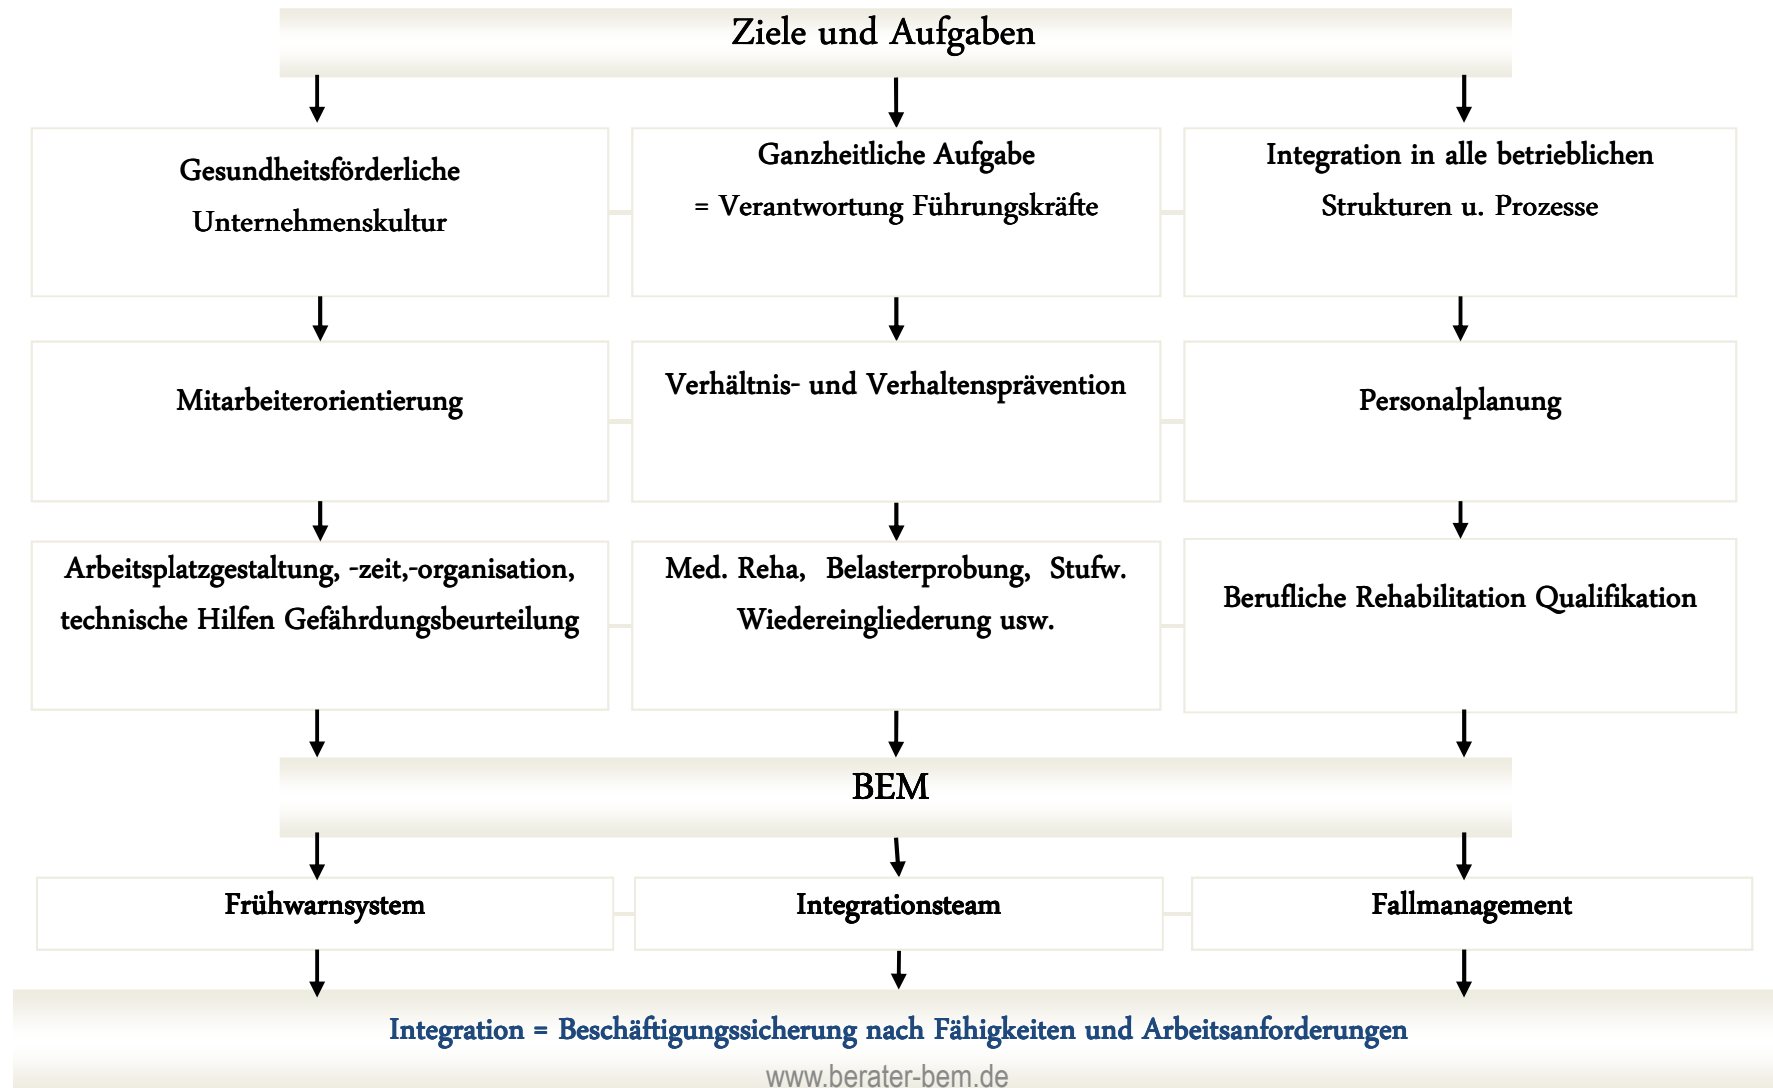 Ziele und Aufgaben
Gesundheitsförderliche
Unternehmenskultur
Ganzheitliche Aufgabe
= Verantwortung Führungskräfte
Integration in alle betrieblichen
Strukturen u. Prozesse
Mitarbeiterorientierung
Verhältnis- und Verhaltensprävention
Personalplanung
Arbeitsplatzgestaltung, -zeit,-organisation,
technische Hilfen Gefährdungsbeurteilung
Med. Reha, Belasterprobung, Stufw.
Wiedereingliederung usw.
Berufliche Rehabilitation Qualifikation
BEM
Frühwarnsystem
Integrationsteam
Fallmanagement
Integration = Beschäftigungssicherung nach Fähigkeiten und Arbeitsanforderungen
www.berater-bem.de